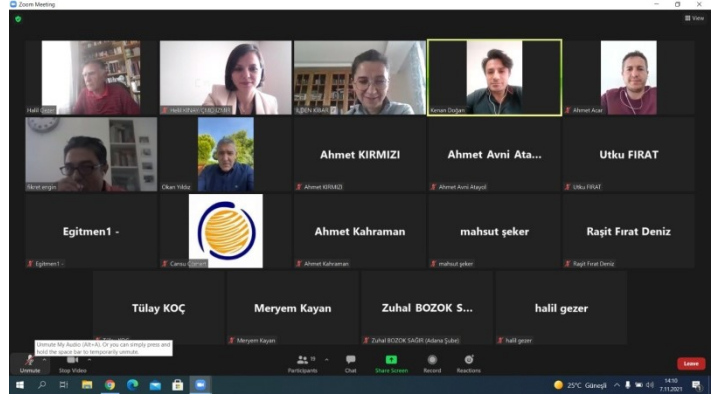 Zoom Meeting
View
Halil Gezer
Kenan Doğan
Ahmet Acar
fikret engin
Okan Yıldız
Ahmet KIRMIZI
Ahmet KIRMIZI
Ahmet Avni Ata...
Ahmet Avni Atayol
Utku FIRAT
Utku FIRAT
Egitmen1 -
Egitmen1 -
Cansu
Ahmet Kahraman
Ahmet Kahraman
mahsut şeker
mahsut şeker
Raşit Fırat Deniz
Raşit Fırat Deniz
Tülay KOÇ
Meryem Kayan
Meryem Kayan
Zuhal BOZOK S...
Zuhal BOZOK SAĞIR (Adana Şube)
halil gezer
halil gezer
Unmute My Audio (Alt+A). Or you can simply press and
hold the space bar to temporarily unmute.
Unmute
Stop Video
19
Participants
Chat
Share Screen
Record
Reactions
Leave
25°C Güneşli
14:10
7.11.2021